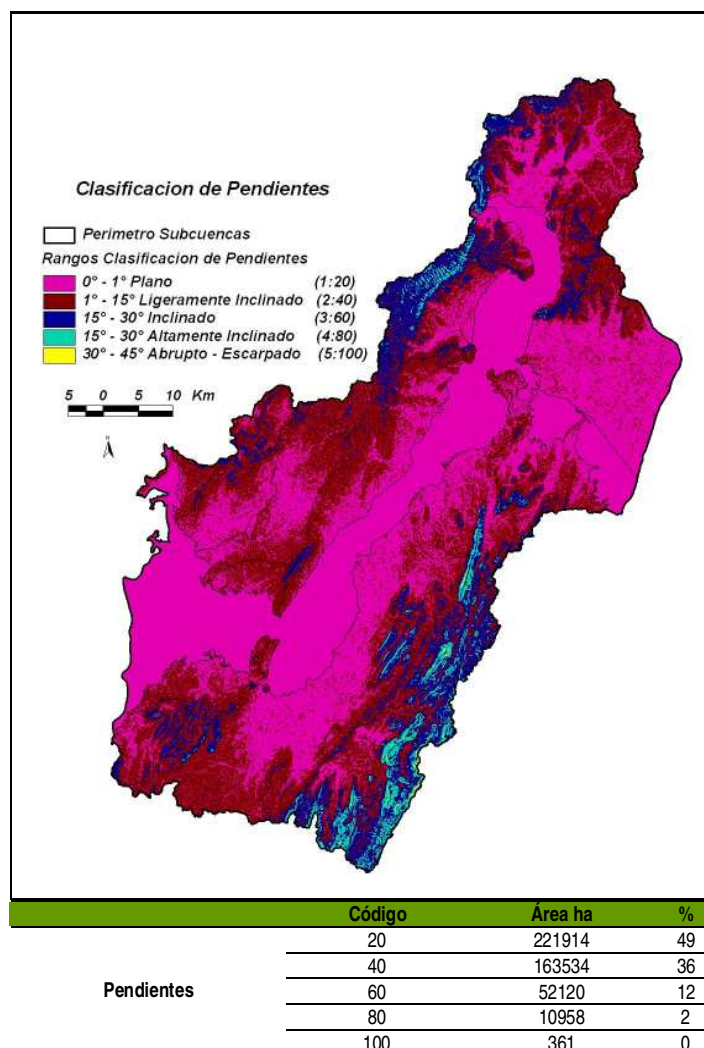 Clasificacion de Pendientes
Perimetro Subcuencas
Rangos Clasificacion de Pendientes
0° - 1° Plano (1:20)
1° - 15° Ligeramente Inclinado (2:40)
15° - 30° Inclinado (3:60)
15° - 30° Altamente Inclinado (4:80)
30° - 45° Abrupto - Escarpado (5:100)
5 0 5 10 Km
N
Código Área ha %
20 221914 49
40 163534 36
Pendientes 60 52120 12
80 10958 2
100 361 0